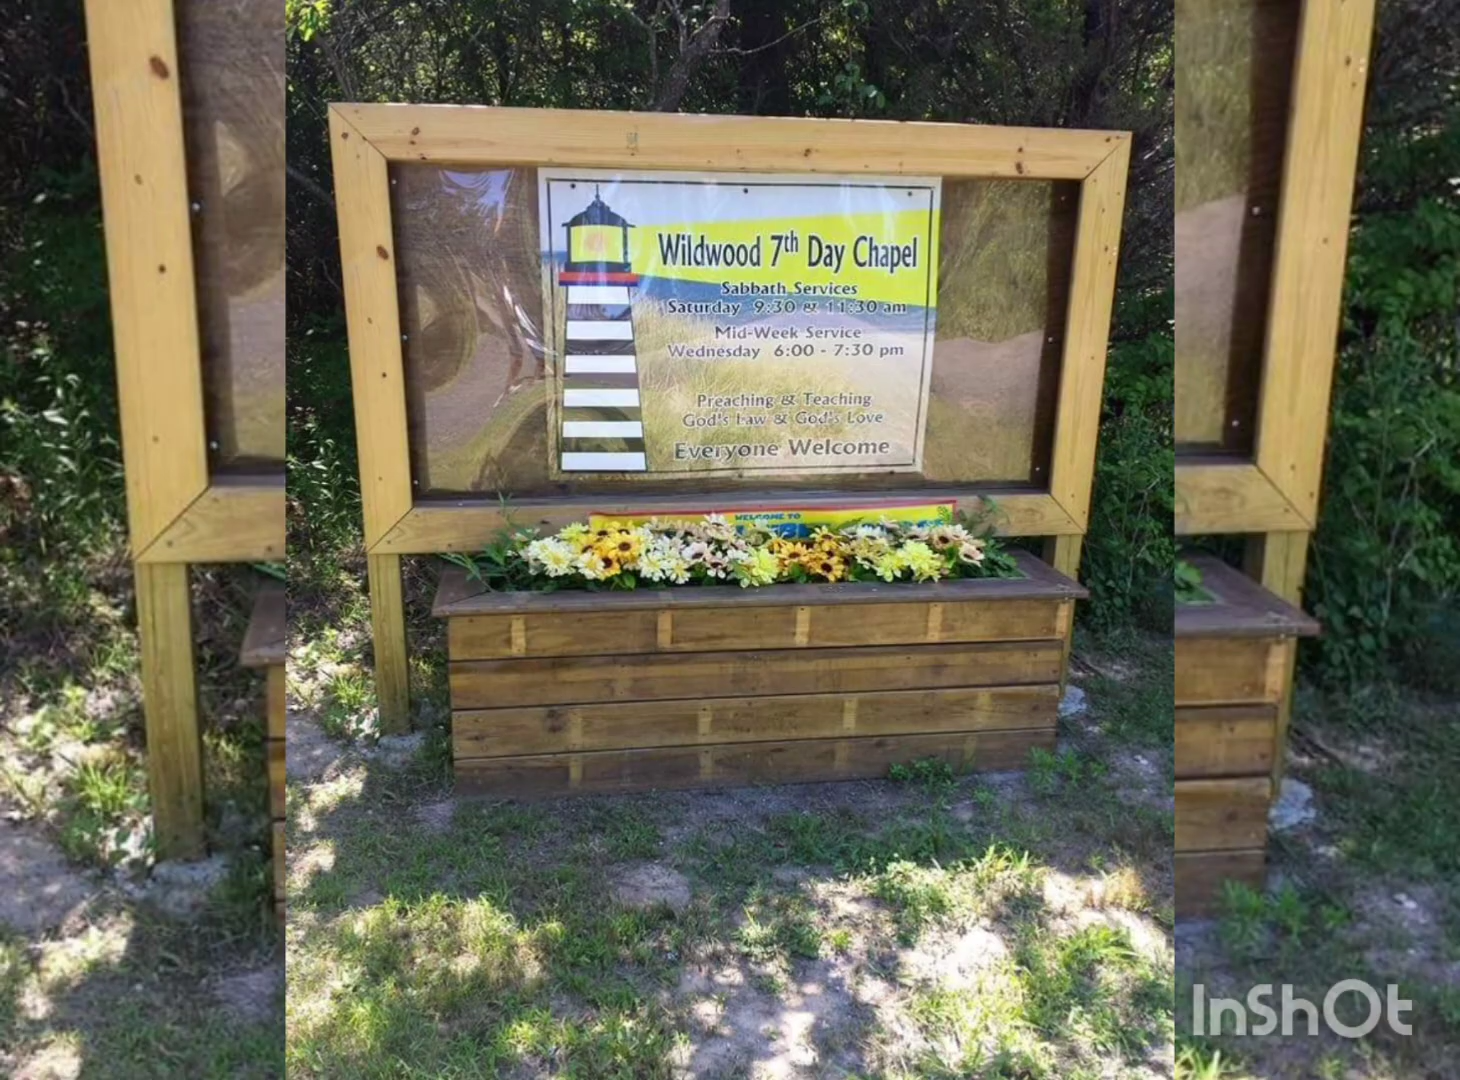 Wildwood 7th Day Chapel
Sabbath Services
Saturday 9:30 & 11:30 am
Mid-Week Service
Wednesday 6:00 - 7:30 pm
Preaching & Teaching
God's Law & God's Love
Everyone Welcome
WELCOME TO
InShOt